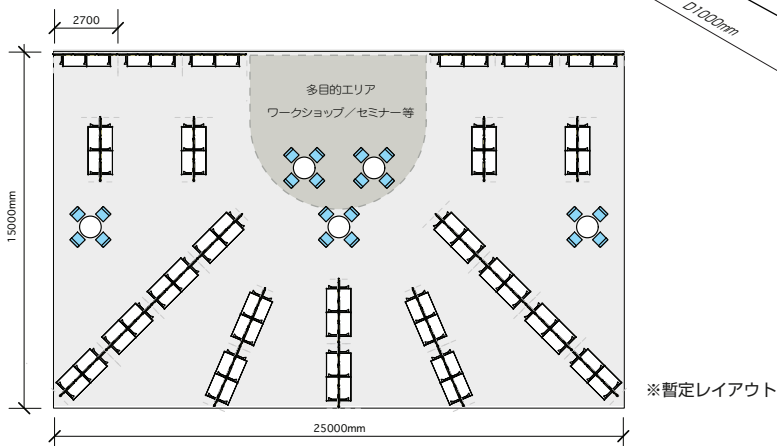 D1000mm
2700
多目的エリア
ワークショップ／セミナー等
15000mm
※暫定レイアウト
25000mm